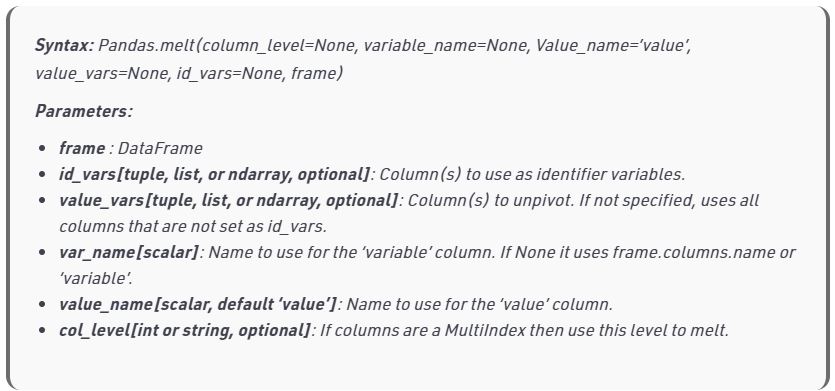 Syntax: Pandas.melt(column_level=None, variable_name=None, Value_name=‘value’,
value_vars=None, id_vars=None, frame)
Parameters:
• frame : DataFrame
• id_vars[tuple, list, or ndarray, optional]: Column(s) to use as identifier variables.
• value_vars[tuple, list, or ndarray, optional]: Column(s) to unpivot. If not specified, uses all
columns that are not set as id_vars.
• var_name[scalar]: Name to use for the ‘variable’ column. If None it uses frame.columns.name or
‘variable’.
• value_name[scalar, default ‘value’]: Name to use for the ‘value’ column.
• col_level[int or string, optional]: If columns are a MultiIndex then use this level to melt.